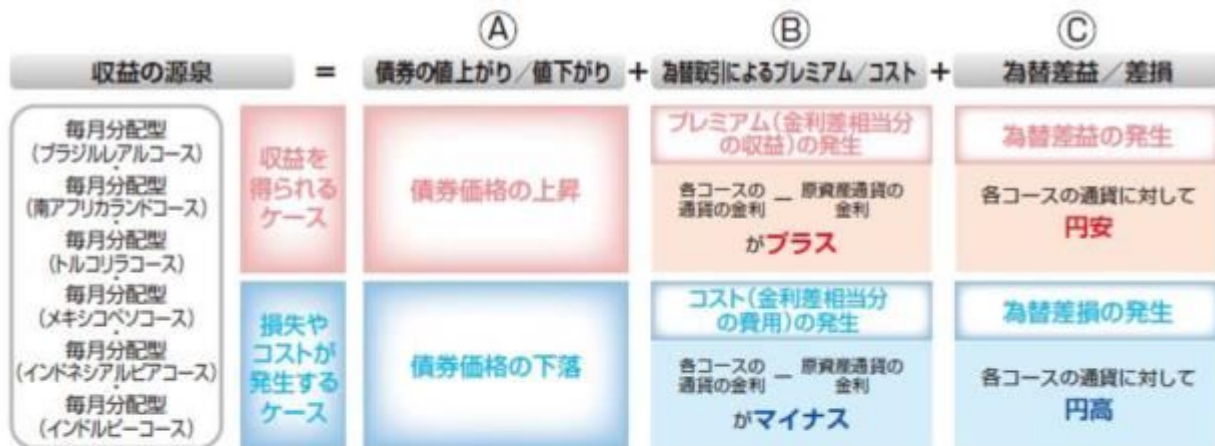 Ⓐ
Ⓑ
Ⓒ
収益の源泉 = 債券の値上がり/値下がり + 為替取引によるプレミアム/コスト + 為替差益/差損
毎月分配型
(ブラジルレアルコース)
毎月分配型
(南アフリカランドコース)
毎月分配型
(トルコリラコース)
毎月分配型
(メキシコペソコース)
毎月分配型
(インドネシアルピアコース)
毎月分配型
(インドルピーコース)
収益を
得られる
ケース
債券価格の上昇
プレミアム(金利差相当分
の収益)の発生
各コースの
通貨の金利
ー
原資産通貨の
金利
がプラス
為替差益の発生
各コースの通貨に対して
円安
損失や
コストが
発生する
ケース
債券価格の下落
コスト(金利差相当分
の費用)の発生
各コースの
通貨の金利
ー
原資産通貨の
金利
がマイナス
為替差損の発生
各コースの通貨に対して
円高